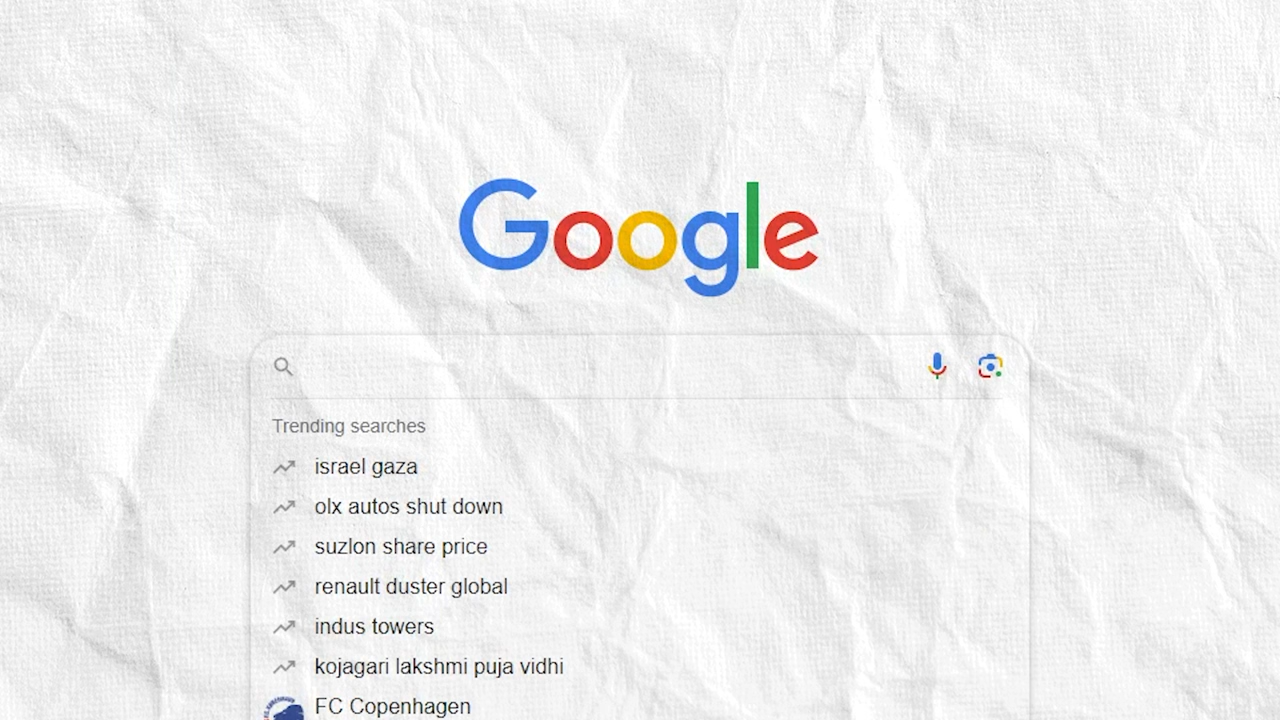 Google
Trending searches
israel gaza
olx autos shut down
suzlon share price
renault duster global
indus towers
kojagari lakshmi puja vidhi
FC Copenhagen